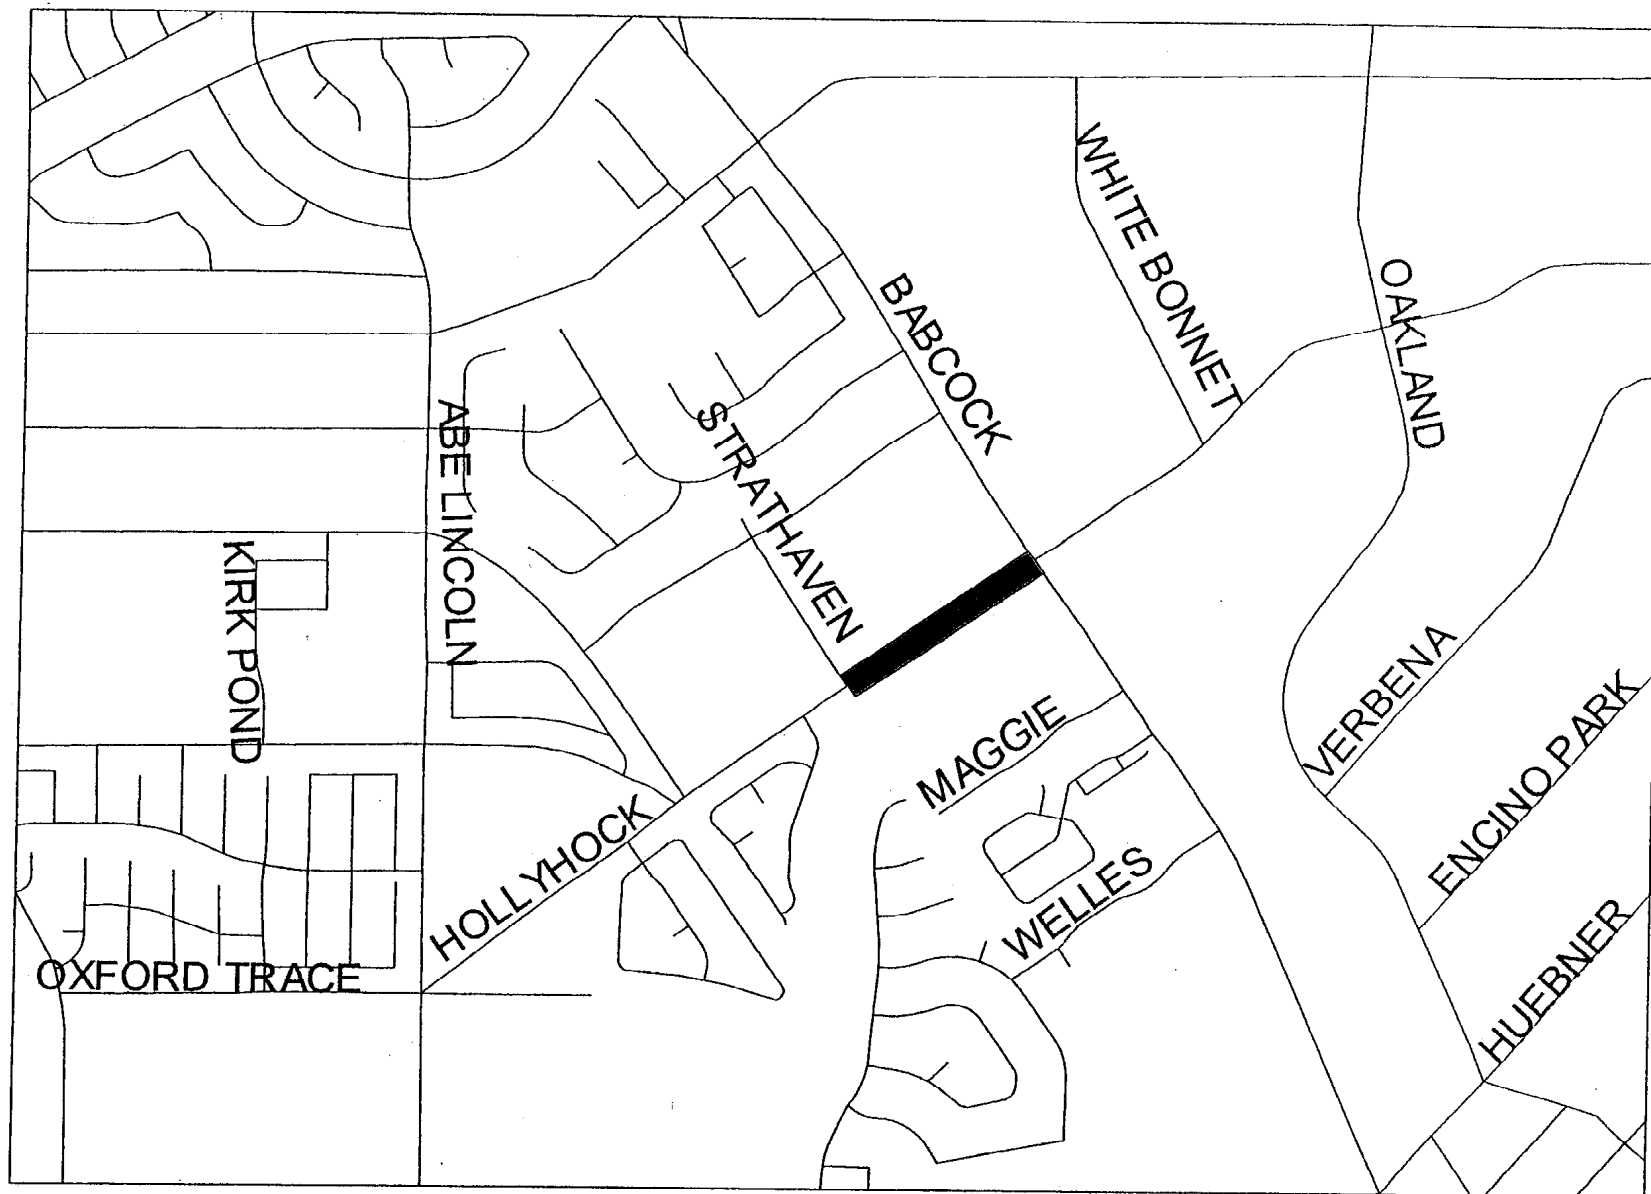 WHITE BONNET
OAKLAND
BABCOCK
ABE LINCOLN
STRATHAVEN
KIRK POND
VERBENA
MAGGIE
ENCINO PARK
HOLLYHOCK
WELLES
HUEBNER
OXFORD TRACE